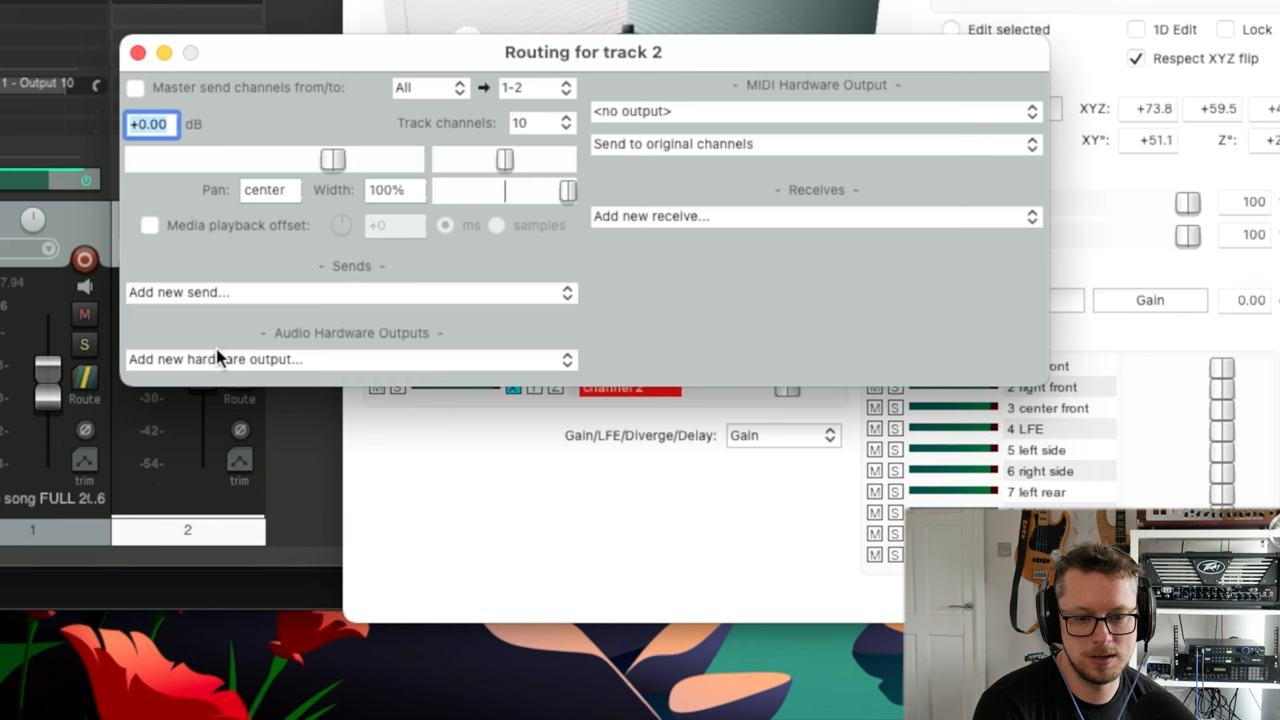 Routing for track 2
Master send channels from/to: All 1-2
+0.00 dB Track channels: 10
Pan: center Width: 100%
Media playback offset: +0 ms samples
- Sends -
Add new send...
- Audio Hardware Outputs -
Add new hardware output...
- MIDI Hardware Output -
<no output>
Send to original channels
- Receives -
Add new receive...
1 - Output 10
Edit selected 1D Edit Lock
Respect XYZ flip
XYZ: +73.8 +59.5
XY°: +51.1 Z°:
100
100
Gain 0.00
M S channel 2
Gain/LFE/Diverge/Delay: Gain
2 right front
M S 3 center front
M S 4 LFE
M S 5 left side
M S 6 right side
M S 7 left rear
M S
M S
M S
M
S
Route Route
-30-
-42-
-54-
trim trim
1 2
PEAVEY